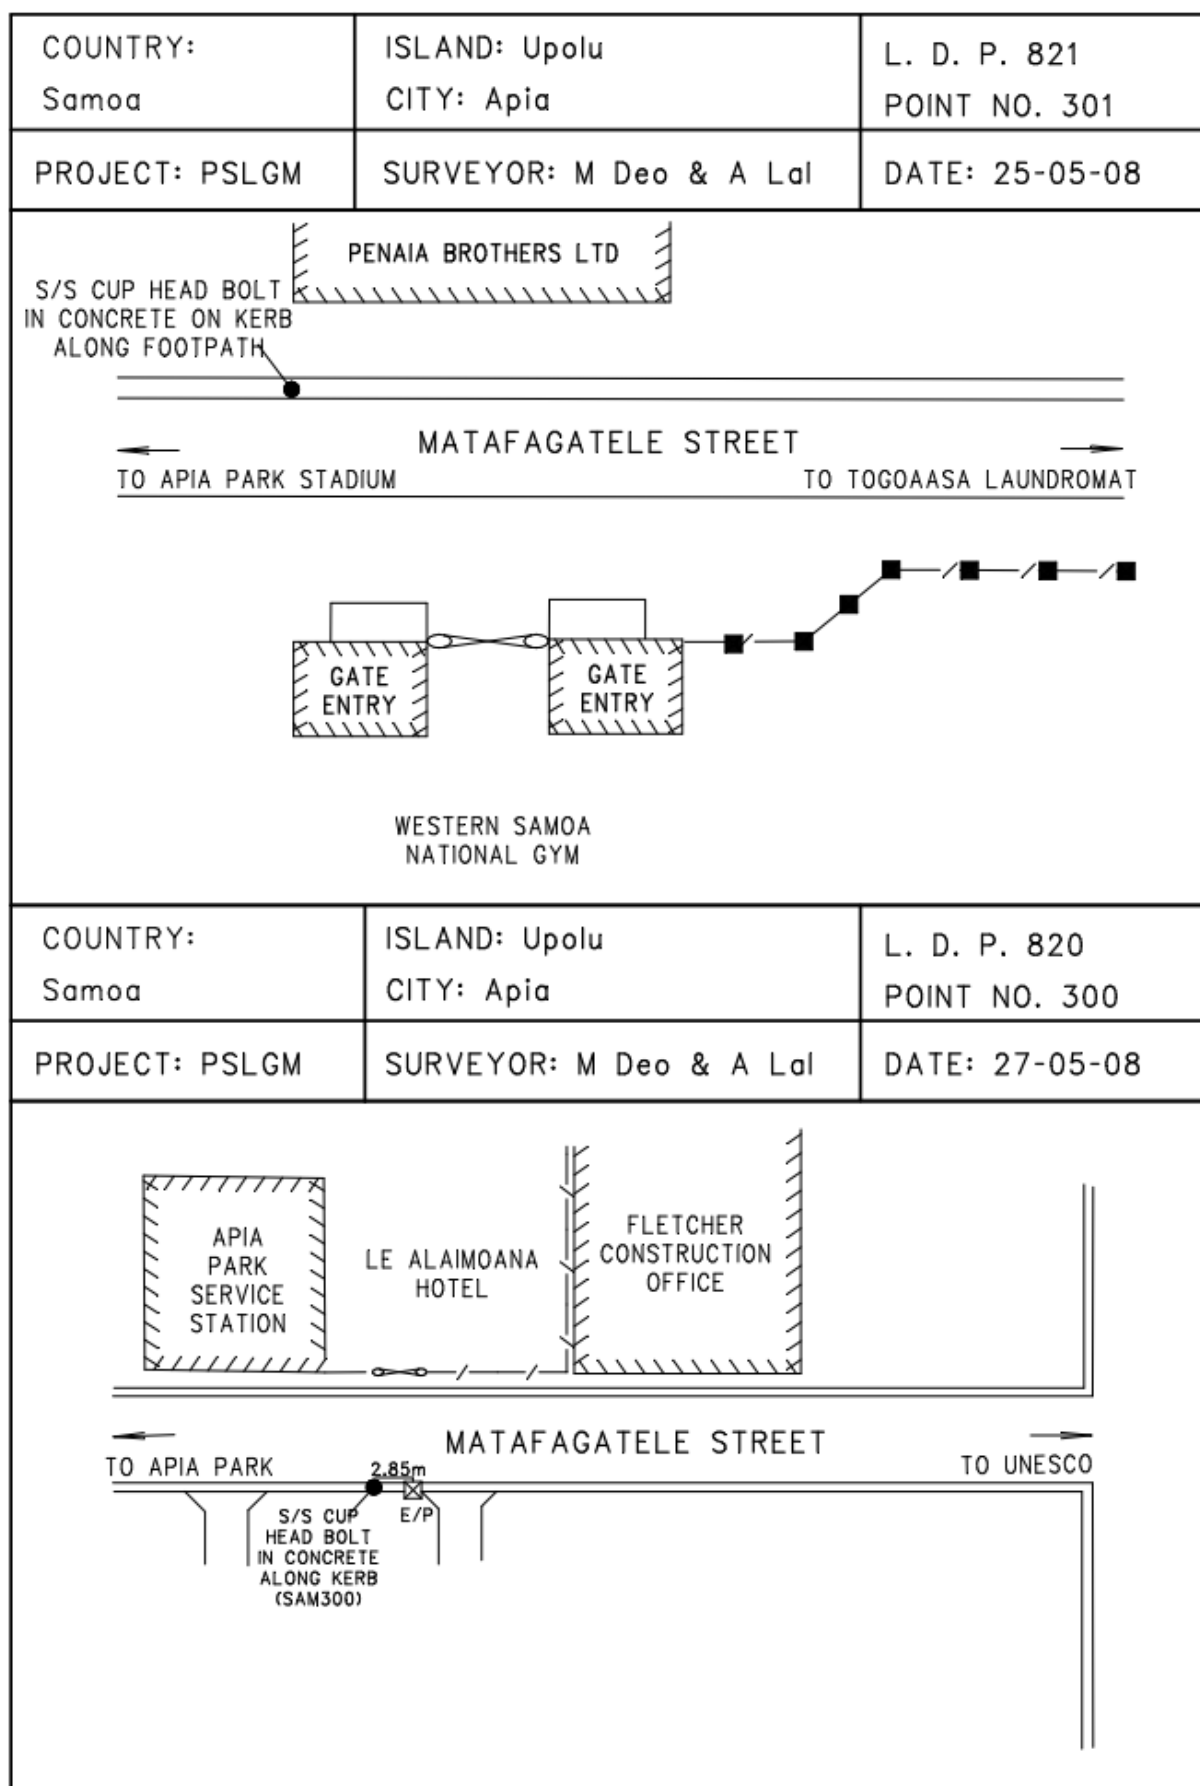 COUNTRY:
Samoa
ISLAND: Upolu
CITY: Apia
L. D. P. 821
POINT NO. 301
PROJECT: PSLGM
SURVEYOR: M Deo & A Lal
DATE: 25-05-08
PENAIA BROTHERS LTD
S/S CUP HEAD BOLT
IN CONCRETE ON KERB
ALONG FOOTPATH
MATAFAGATELE STREET
TO APIA PARK STADIUM
TO TOGOAASA LAUNDROMAT
GATE
ENTRY
GATE
ENTRY
WESTERN SAMOA
NATIONAL GYM
COUNTRY:
Samoa
ISLAND: Upolu
CITY: Apia
L. D. P. 820
POINT NO. 300
PROJECT: PSLGM
SURVEYOR: M Deo & A Lal
DATE: 27-05-08
APIA
PARK
SERVICE
STATION
LE ALAIMOANA
HOTEL
FLETCHER
CONSTRUCTION
OFFICE
MATAFAGATELE STREET
TO APIA PARK
TO UNESCO
2.85m
E/P
S/S CUP
HEAD BOLT
IN CONCRETE
ALONG KERB
(SAM300)